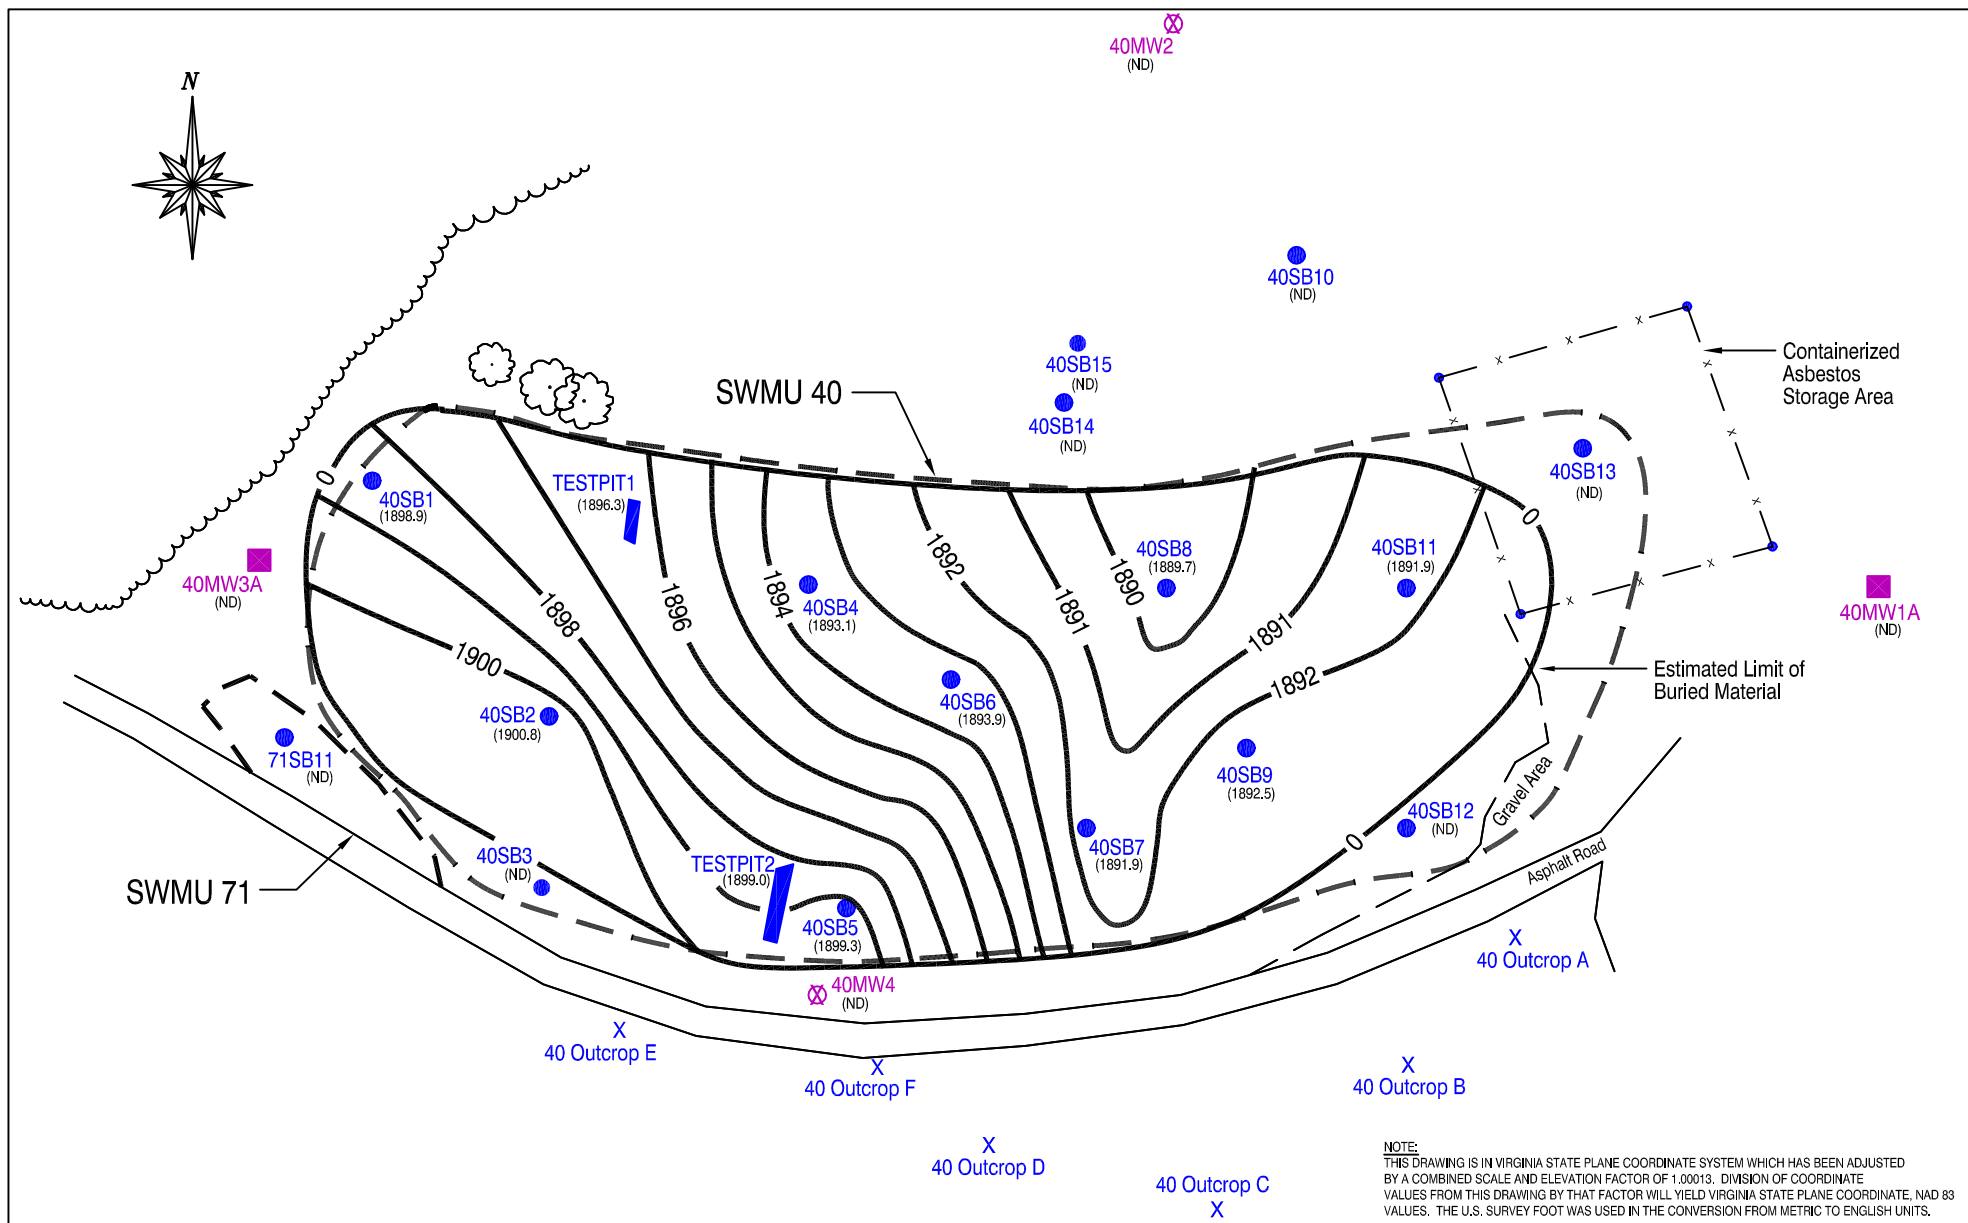 40MW2
(ND)
N
40SB10
(ND)
40SB15
(ND)
40SB14
(ND)
SWMU 40
Containerized
Asbestos
Storage Area
x
x
x
x
x
x
x
x
x
x
x
40SB13
(ND)
0
40SB1
(1898.9)
TESTPIT1
(1896.3)
0
40MW3A
(ND)
1892
40SB8
(1889.7)
1890
40SB11
(1891.9)
40MW1A
(ND)
1898
1896
1894
40SB4
(1893.1)
1891
1891
1900
40SB6
(1893.9)
1892
Estimated Limit of
Buried Material
40SB2
(1900.8)
71SB11
(ND)
40SB9
(1892.5)
Gravel Area
40SB12
(ND)
0
40SB7
(1891.9)
40SB3
(ND)
TESTPIT2
(1899.0)
Asphalt Road
SWMU 71
40SB5
(1899.3)
X
40 Outcrop A
40MW4
(ND)
X
40 Outcrop E
X
40 Outcrop F
X
40 Outcrop B
X
40 Outcrop D
40 Outcrop C
X
NOTE:
THIS DRAWING IS IN VIRGINIA STATE PLANE COORDINATE SYSTEM WHICH HAS BEEN ADJUSTED
BY A COMBINED SCALE AND ELEVATION FACTOR OF 1.00013. DIVISION OF COORDINATE
VALUES FROM THIS DRAWING BY THAT FACTOR WILL YIELD VIRGINIA STATE PLANE COORDINATE, NAD 83
VALUES. THE U.S. SURVEY FOOT WAS USED IN THE CONVERSION FROM METRIC TO ENGLISH UNITS.